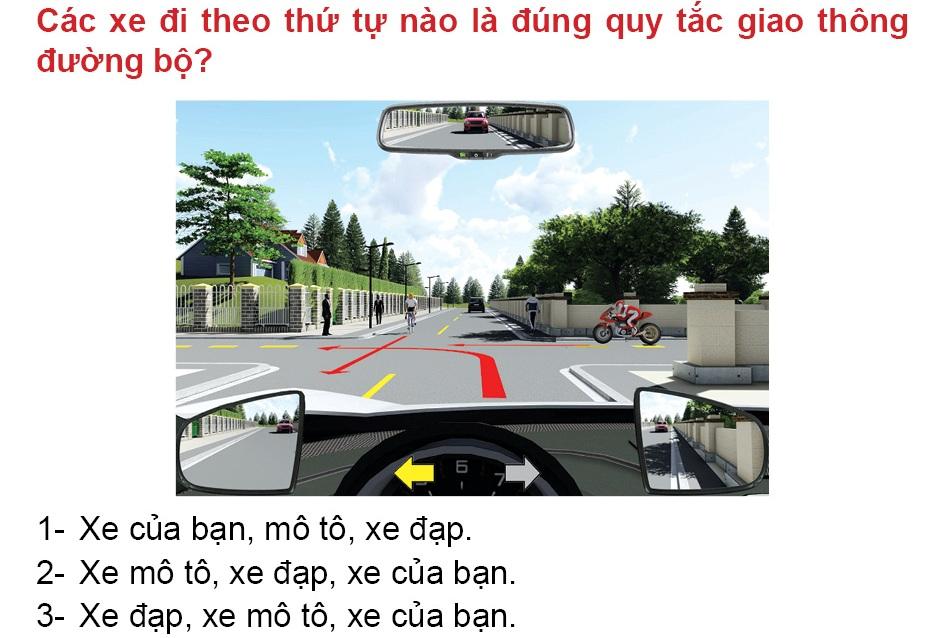 Các xe đi theo thứ tự nào là đúng quy tắc giao thông
đường bộ?
6
7
1- Xe của bạn, mô tô, xe đạp.
2- Xe mô tô, xe đạp, xe của bạn.
3- Xe đạp, xe mô tô, xe của bạn.